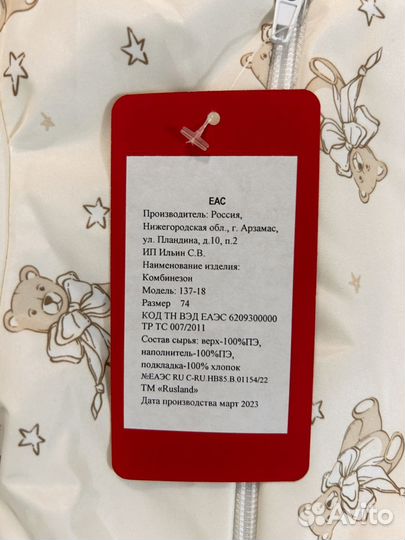 ЕАС
Производитель: Россия,
Нижегородская обл., г. Арзамас,
ул. Пландина, д.10, п.2
ИП Ильин С.В.
Наименование изделия:
Комбинезон
Модель: 137-18
Размер 74
КОД ТН ВЭД ЕАЭС 6209300000
ТР ТС 007/2011
Состав сырья: верх-100%ПЭ,
наполнитель-100%ПЭ,
подкладка-100% хлопок
№ЕАЭС RU С-RU.НВ85.В.01154/22
ТМ «Rusland»
Дата производства март 2023
Avito